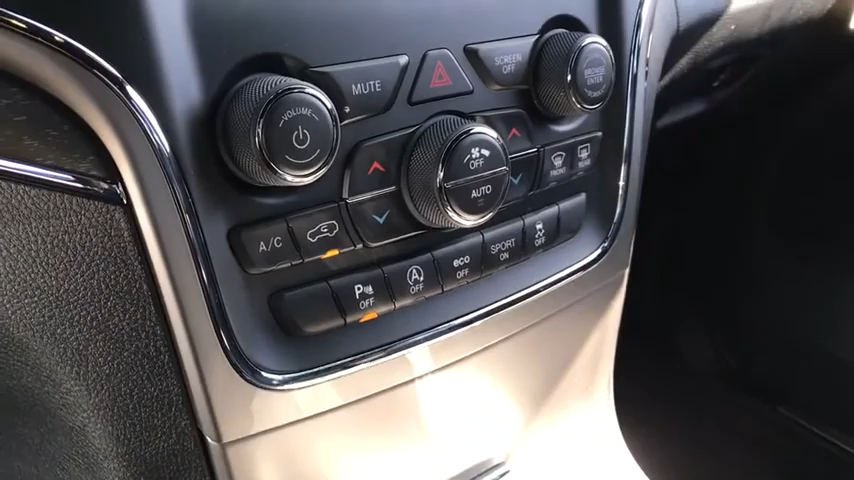 MUTE
SCREEN
OFF
BROWSE
ENTER
VOLUME
OFF
AUTO
FRONT
REAR
A/C
P OFF
A OFF
eco
OFF
SPORT
ON
OFF